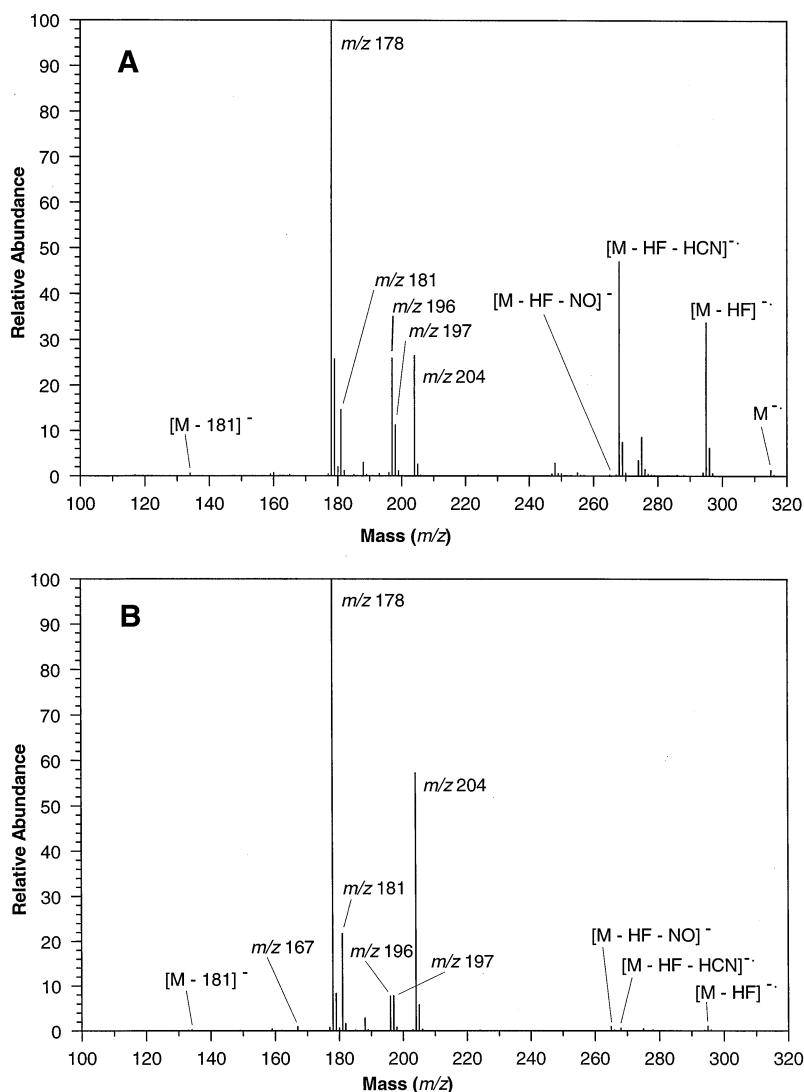 A
m/z 178
[M - HF - HCN]⁻·
m/z 181
m/z 196
[M - HF - NO]⁻
[M - HF]⁻·
m/z 197
m/z 204
[M - 181]⁻
M⁻·
100
90
80
70
60
50
40
30
20
10
0
Relative Abundance
100 120 140 160 180 200 220 240 260 280 300 320
Mass (m/z)
B
m/z 178
m/z 204
m/z 181
m/z 167
m/z 196
m/z 197
[M - HF - NO]⁻
[M - HF - HCN]⁻·
[M - 181]⁻
[M - HF]⁻·
100
90
80
70
60
50
40
30
20
10
0
Relative Abundance
100 120 140 160 180 200 220 240 260 280 300 320
Mass (m/z)